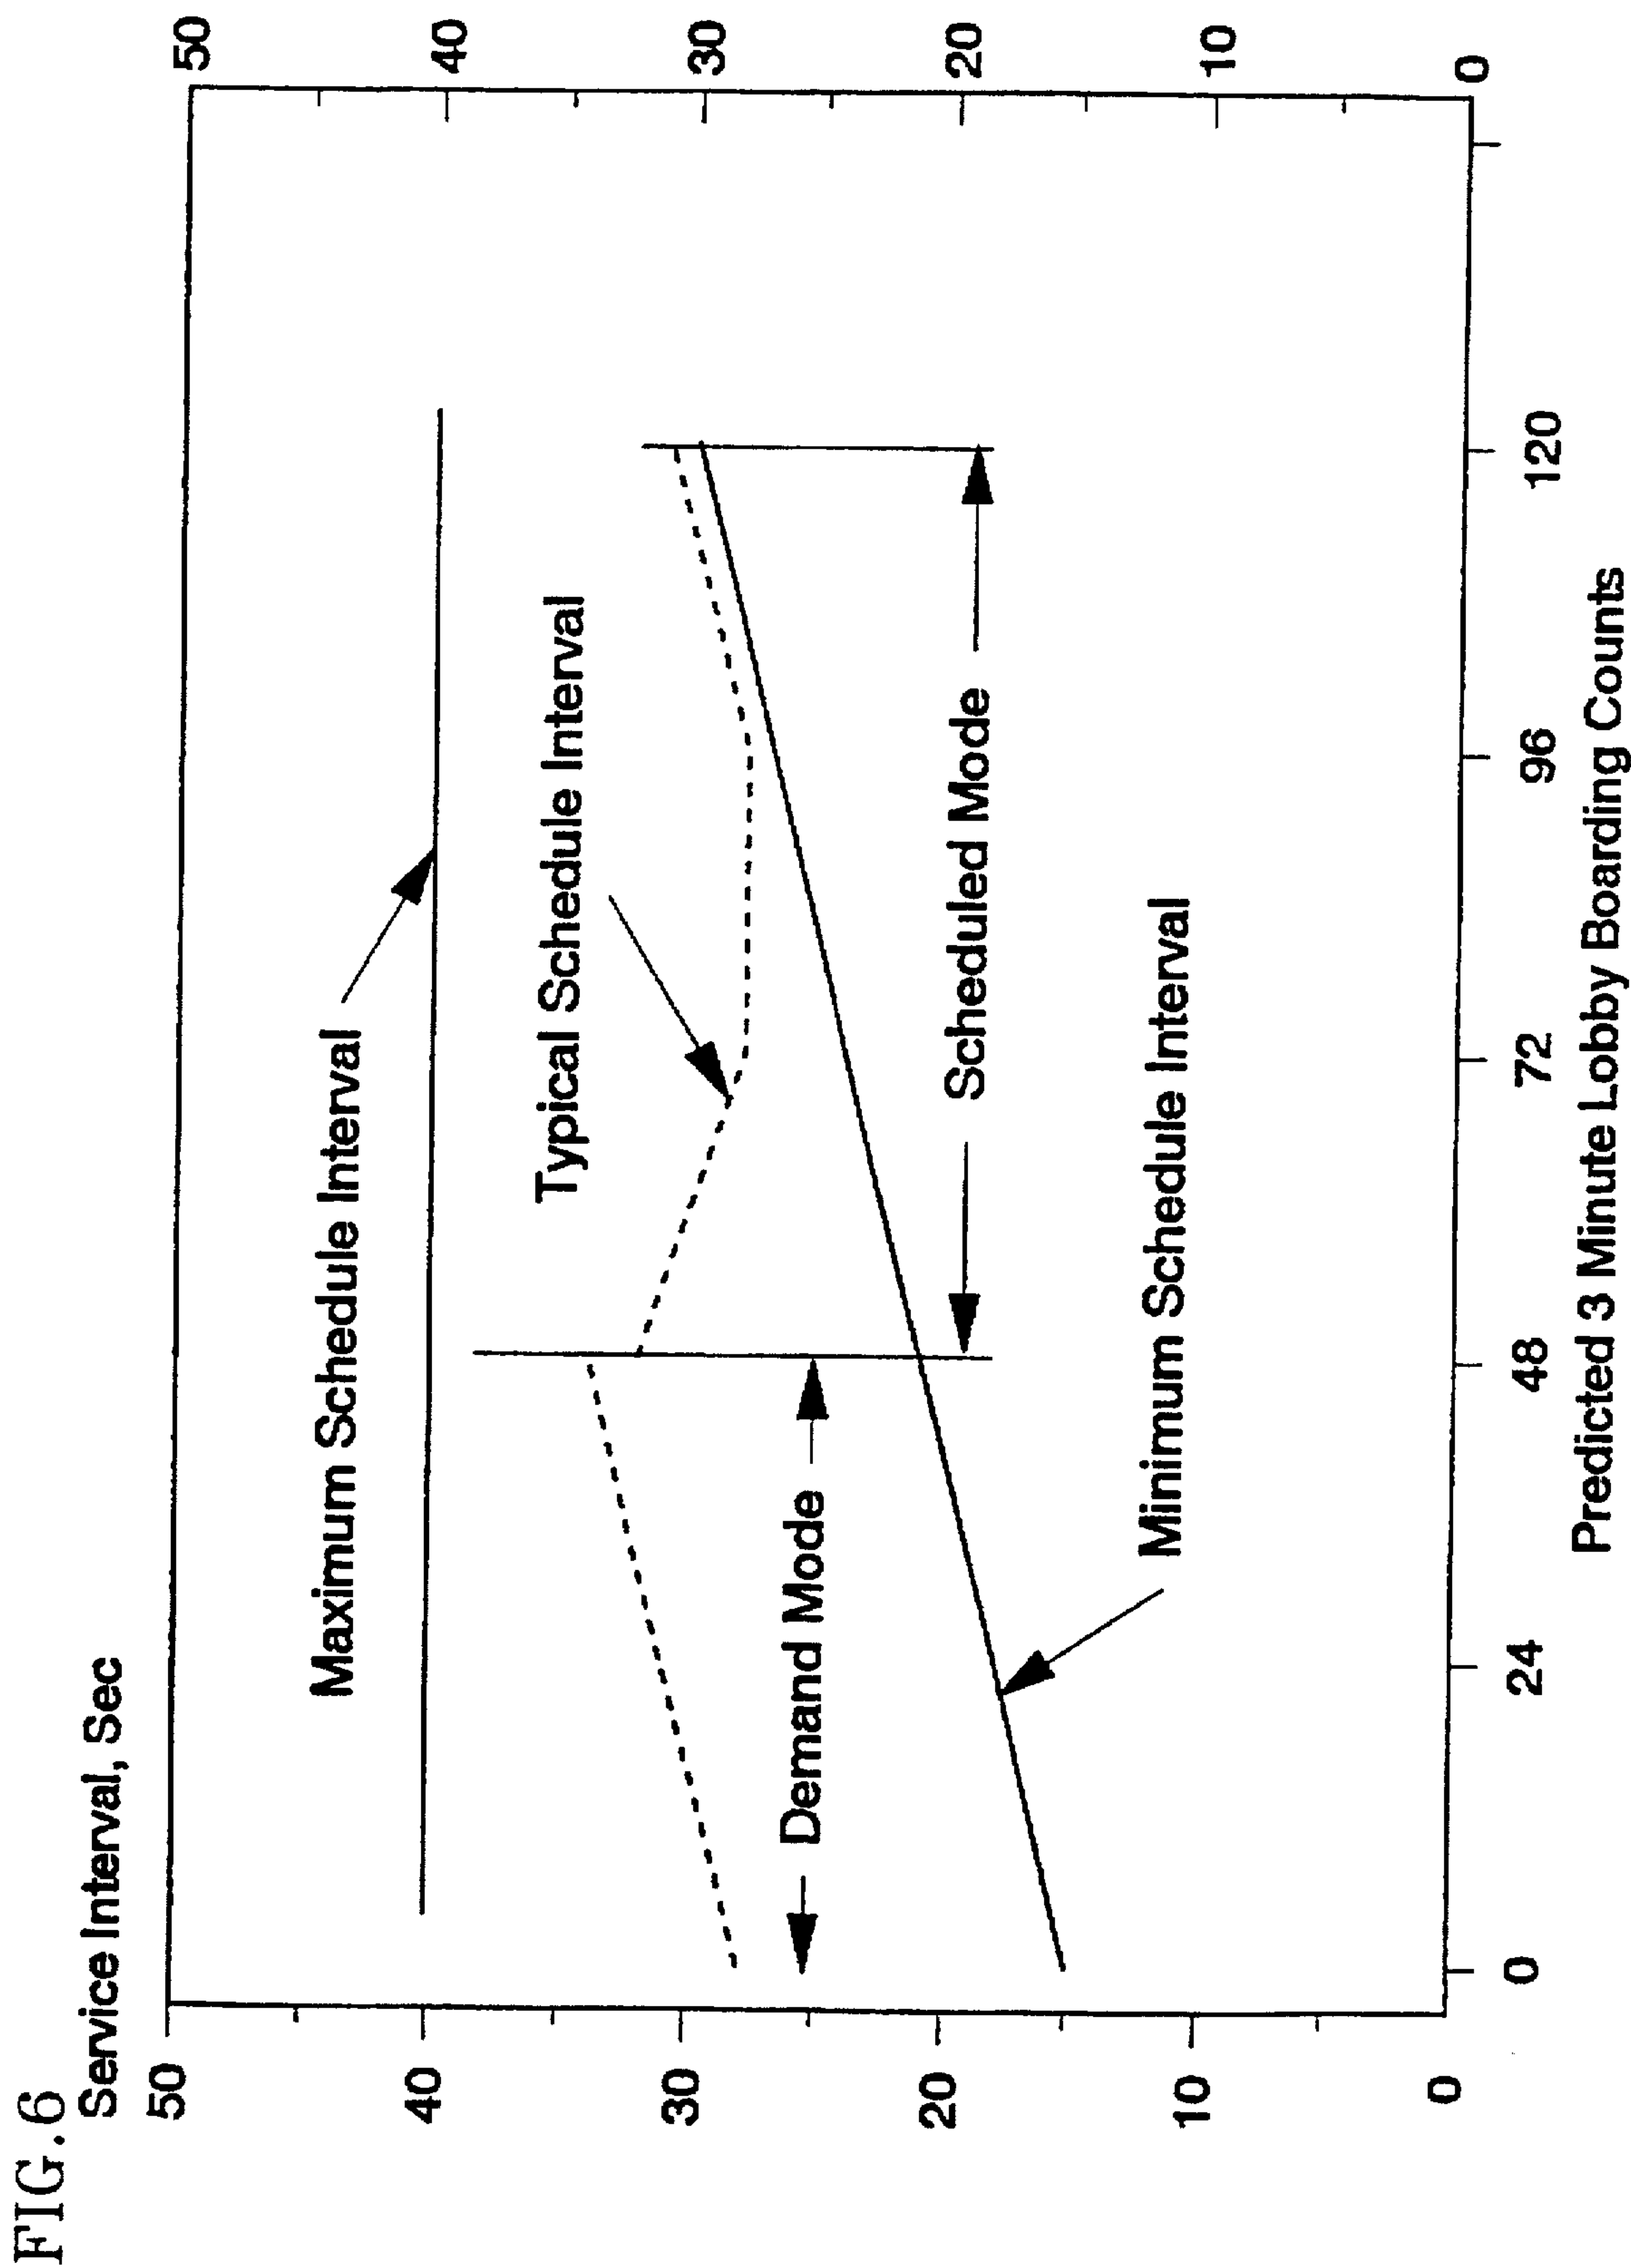 FIG.6
Service Interval, Sec
50
40
30
20
10
0
50
40
30
20
10
0
Maximum Schedule Interval
Typical Schedule Interval
Demand Mode
Scheduled Mode
Minimum Schedule Interval
0
24
48
72
96
120
Predicted 3 Minute Lobby Boarding Counts